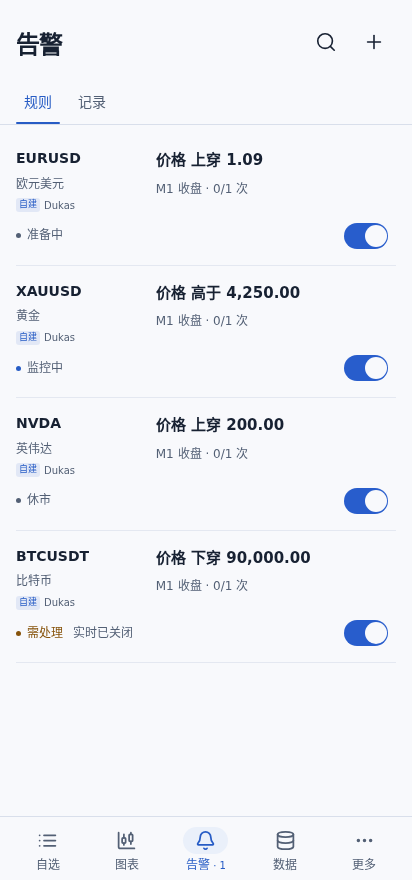 告警
规则 记录
EURUSD 价格 上穿 1.09
欧元美元 M1 收盘 · 0/1 次
自建 Dukas
准备中
XAUUSD 价格 高于 4,250.00
黄金 M1 收盘 · 0/1 次
自建 Dukas
监控中
NVDA 价格 上穿 200.00
英伟达 M1 收盘 · 0/1 次
自建 Dukas
休市
BTCUSDT 价格 下穿 90,000.00
比特币 M1 收盘 · 0/1 次
自建 Dukas
需处理 实时已关闭
自选 图表 告警 · 1 数据 更多